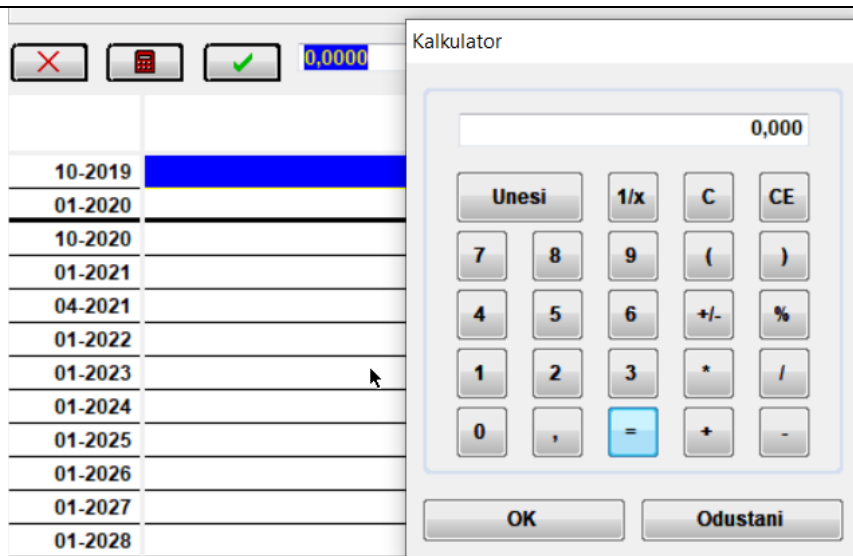 0,0000
10-2019
01-2020
10-2020
01-2021
04-2021
01-2022
01-2023
01-2024
01-2025
01-2026
01-2027
01-2028
Kalkulator
0,000
Unesi 1/x C CE
7 8 9 ( )
4 5 6 +/- %
1 2 3 * /
0 , = + -
OK Odustani